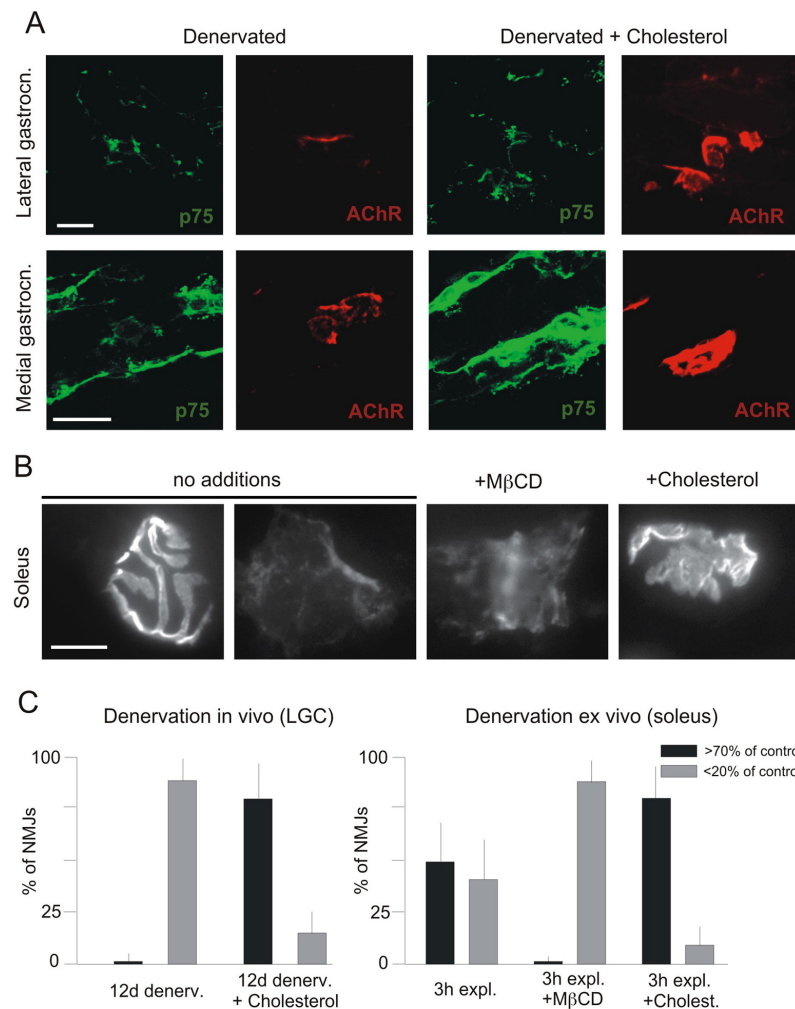 A
Denervated
Denervated + Cholesterol
Lateral gastrocn.
p75
AChR
p75
AChR
Medial gastrocn.
p75
AChR
p75
AChR
B
no additions
+MβCD
+Cholesterol
Soleus
C
Denervation in vivo (LGC)
Denervation ex vivo (soleus)
>70% of contro
<20% of contro
% of NMJs
100
25
0
12d denerv.
12d denerv.
+ Cholesterol
% of NMJs
100
25
0
3h expl.
3h expl.
+MβCD
3h expl.
+Cholest.